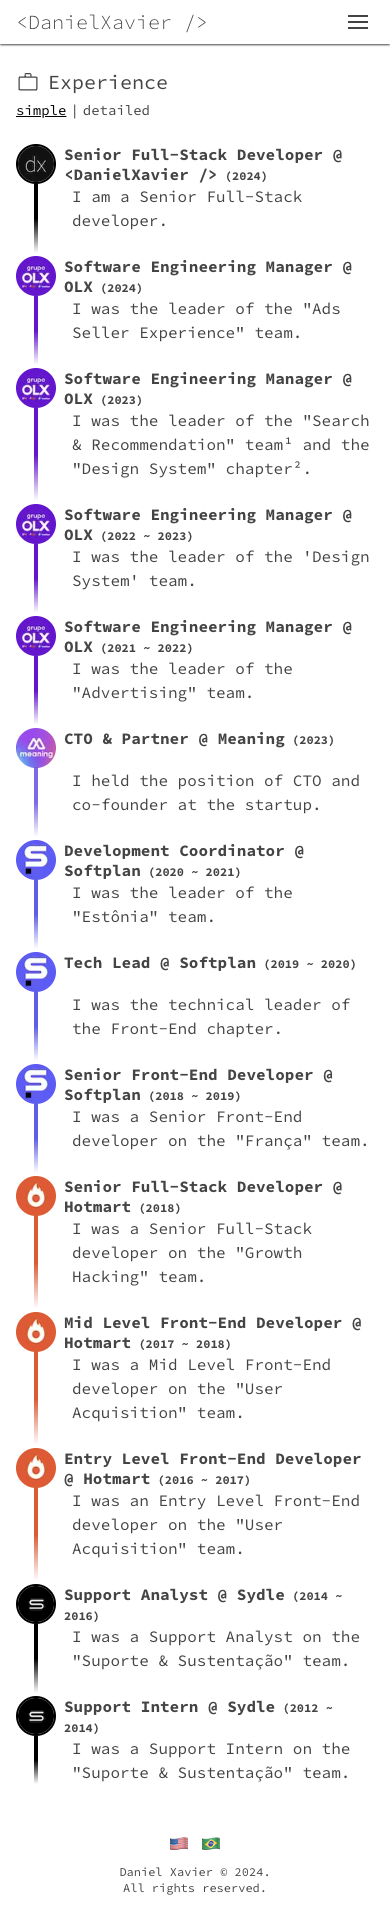 <DanielXavier />
Experience
simple | detailed
dx
Senior Full-Stack Developer @
<DanielXavier /> (2024)
I am a Senior Full-Stack
developer.
grupo
OLX
Software Engineering Manager @
OLX (2024)
I was the leader of the "Ads
Seller Experience" team.
grupo
OLX
Software Engineering Manager @
OLX (2023)
I was the leader of the "Search
& Recommendation" team¹ and the
"Design System" chapter².
grupo
OLX
Software Engineering Manager @
OLX (2022 ~ 2023)
I was the leader of the 'Design
System' team.
grupo
OLX
Software Engineering Manager @
OLX (2021 ~ 2022)
I was the leader of the
"Advertising" team.
meaning
CTO & Partner @ Meaning (2023)
I held the position of CTO and
co-founder at the startup.
Development Coordinator @
Softplan (2020 ~ 2021)
I was the leader of the
"Estônia" team.
Tech Lead @ Softplan (2019 ~ 2020)
I was the technical leader of
the Front-End chapter.
Senior Front-End Developer @
Softplan (2018 ~ 2019)
I was a Senior Front-End
developer on the "França" team.
Senior Full-Stack Developer @
Hotmart (2018)
I was a Senior Full-Stack
developer on the "Growth
Hacking" team.
Mid Level Front-End Developer @
Hotmart (2017 ~ 2018)
I was a Mid Level Front-End
developer on the "User
Acquisition" team.
Entry Level Front-End Developer
@ Hotmart (2016 ~ 2017)
I was an Entry Level Front-End
developer on the "User
Acquisition" team.
Support Analyst @ Sydle (2014 ~
2016)
I was a Support Analyst on the
"Suporte & Sustentação" team.
Support Intern @ Sydle (2012 ~
2014)
I was a Support Intern on the
"Suporte & Sustentação" team.
Daniel Xavier © 2024.
All rights reserved.